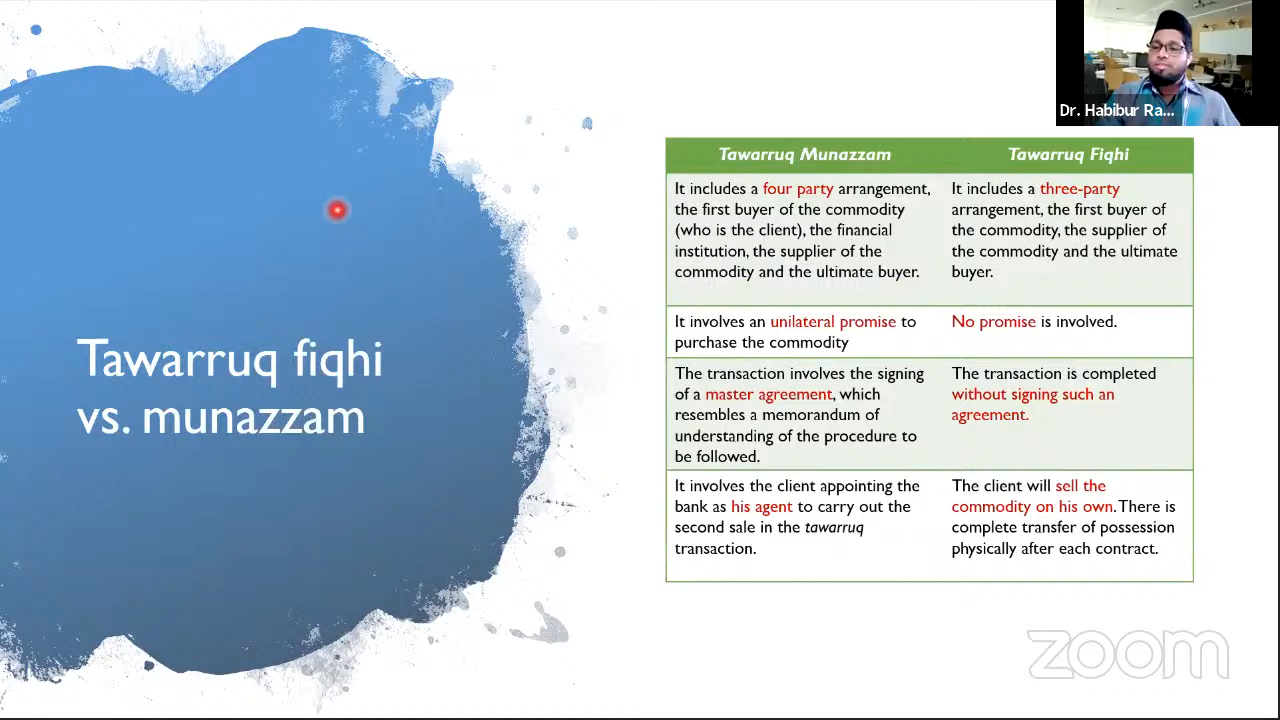 Dr. Habibur Ra...
Tawarruq fiqhi
vs. munazzam
Tawarruq Munazzam
Tawarruq Fiqhi
It includes a four party arrangement,
the first buyer of the commodity
(who is the client), the financial
institution, the supplier of the
commodity and the ultimate buyer.
It includes a three-party
arrangement, the first buyer of
the commodity, the supplier of
the commodity and the ultimate
buyer.
It involves an unilateral promise to
purchase the commodity
No promise is involved.
The transaction involves the signing
of a master agreement, which
resembles a memorandum of
understanding of the procedure to
be followed.
The transaction is completed
without signing such an
agreement.
It involves the client appointing the
bank as his agent to carry out the
second sale in the tawarruq
transaction.
The client will sell the
commodity on his own. There is
complete transfer of possession
physically after each contract.
zoom